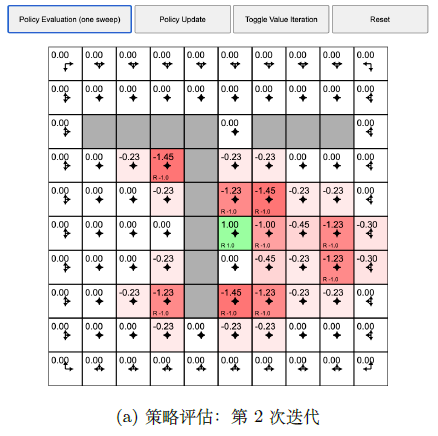 Policy Evaluation (one sweep) Policy Update Toggle Value Iteration Reset
0.00 0.00 0.00 0.00 0.00 0.00 0.00 0.00 0.00 0.00
0.00 0.00 0.00 0.00 0.00 0.00 0.00 0.00 0.00 0.00
0.00 0.00 0.00
0.00 0.00 -0.23 -1.45 -0.23 -0.23 0.00 0.00 0.00
R -1.0
0.00 0.00 0.00 -0.23 -1.23 -1.45 -0.23 -0.23 0.00
R -1.0 R -1.0
0.00 0.00 0.00 0.00 1.00 -1.00 -0.45 -1.23 -0.30
R 1.0 R -1.0 R -1.0
0.00 0.00 0.00 -0.23 0.00 -0.45 -0.23 -1.23 -0.30
R -1.0
0.00 0.00 -0.23 -1.23 -1.45 -1.23 -0.23 -0.23 0.00
R -1.0 R -1.0 R -1.0
0.00 0.00 0.00 -0.23 0.00 -0.23 -0.23 0.00 0.00 0.00
0.00 0.00 0.00 0.00 0.00 0.00 0.00 0.00 0.00 0.00
(a) 策略评估：第 2 次迭代